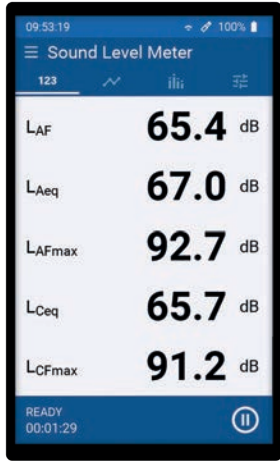 09:53:19 100%
Sound Level Meter
123
LAF 65.4 dB
LAeq 67.0 dB
LAFmax 92.7 dB
LCeq 65.7 dB
LCFmax 91.2 dB
READY
00:01:29